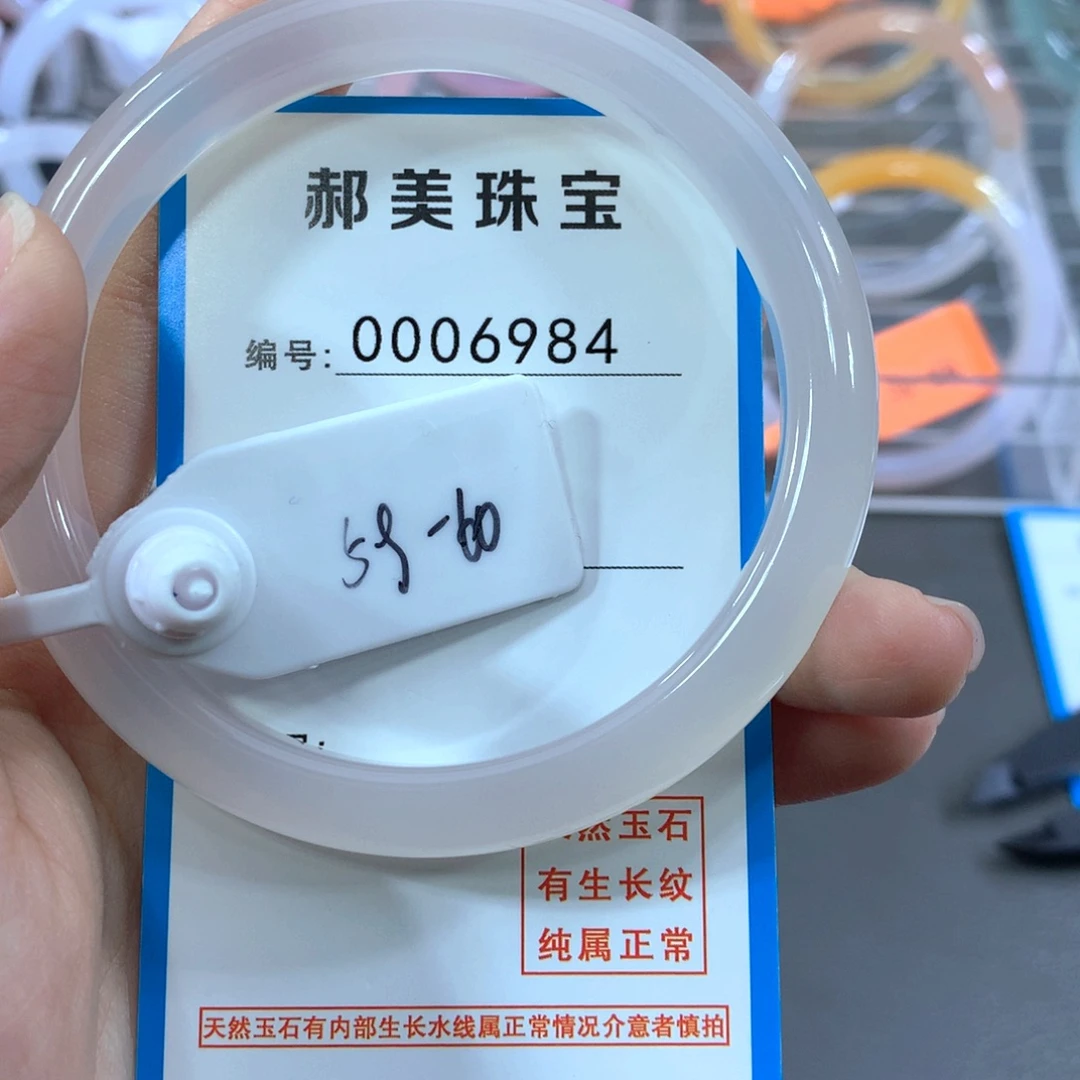 郝美珠宝
编号: 0006984
59-60
然玉石
有生长纹
纯属正常
天然玉石有内部生长水线属正常情况介意者慎拍